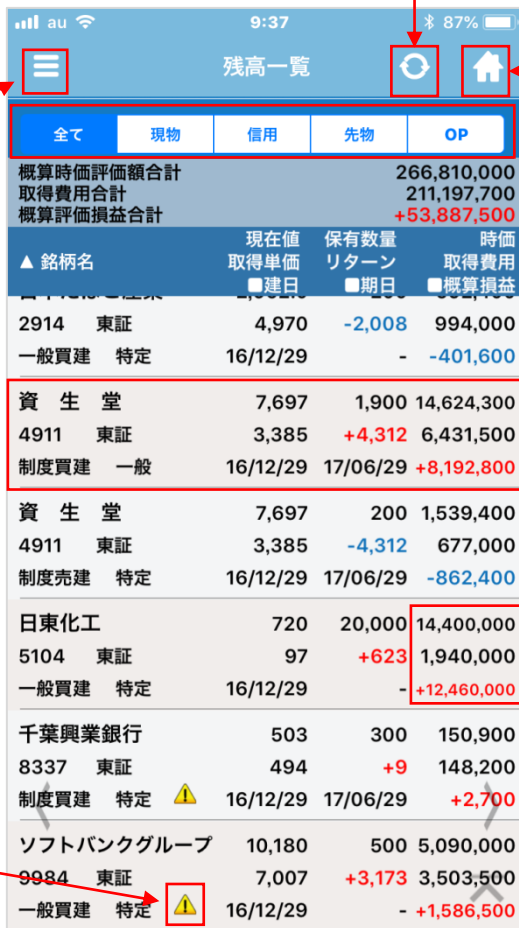 au 9:37 87%
残高一覧
全て 現物 信用 先物 OP
概算時価評価額合計 266,810,000
取得費用合計 211,197,700
概算評価損益合計 +53,887,500
現在値 保有数量 時価
▲ 銘柄名 取得単価 リターン 取得費用
■建日 ■期日 ■概算損益
2914 東証 4,970 -2,008 994,000
一般買建 特定 16/12/29 - -401,600
資 生 堂 7,697 1,900 14,624,300
4911 東証 3,385 +4,312 6,431,500
制度買建 一般 16/12/29 17/06/29 +8,192,800
資 生 堂 7,697 200 1,539,400
4911 東証 3,385 -4,312 677,000
制度売建 特定 16/12/29 17/06/29 -862,400
日東化工 720 20,000 14,400,000
5104 東証 97 +623 1,940,000
一般買建 特定 16/12/29 - +12,460,000
千葉興業銀行 503 300 150,900
8337 東証 494 +9 148,200
制度買建 特定 16/12/29 17/06/29 +2,700
ソフトバンクグループ 10,180 500 5,090,000
9984 東証 7,007 +3,173 3,503,500
一般買建 特定 16/12/29 - +1,586,500